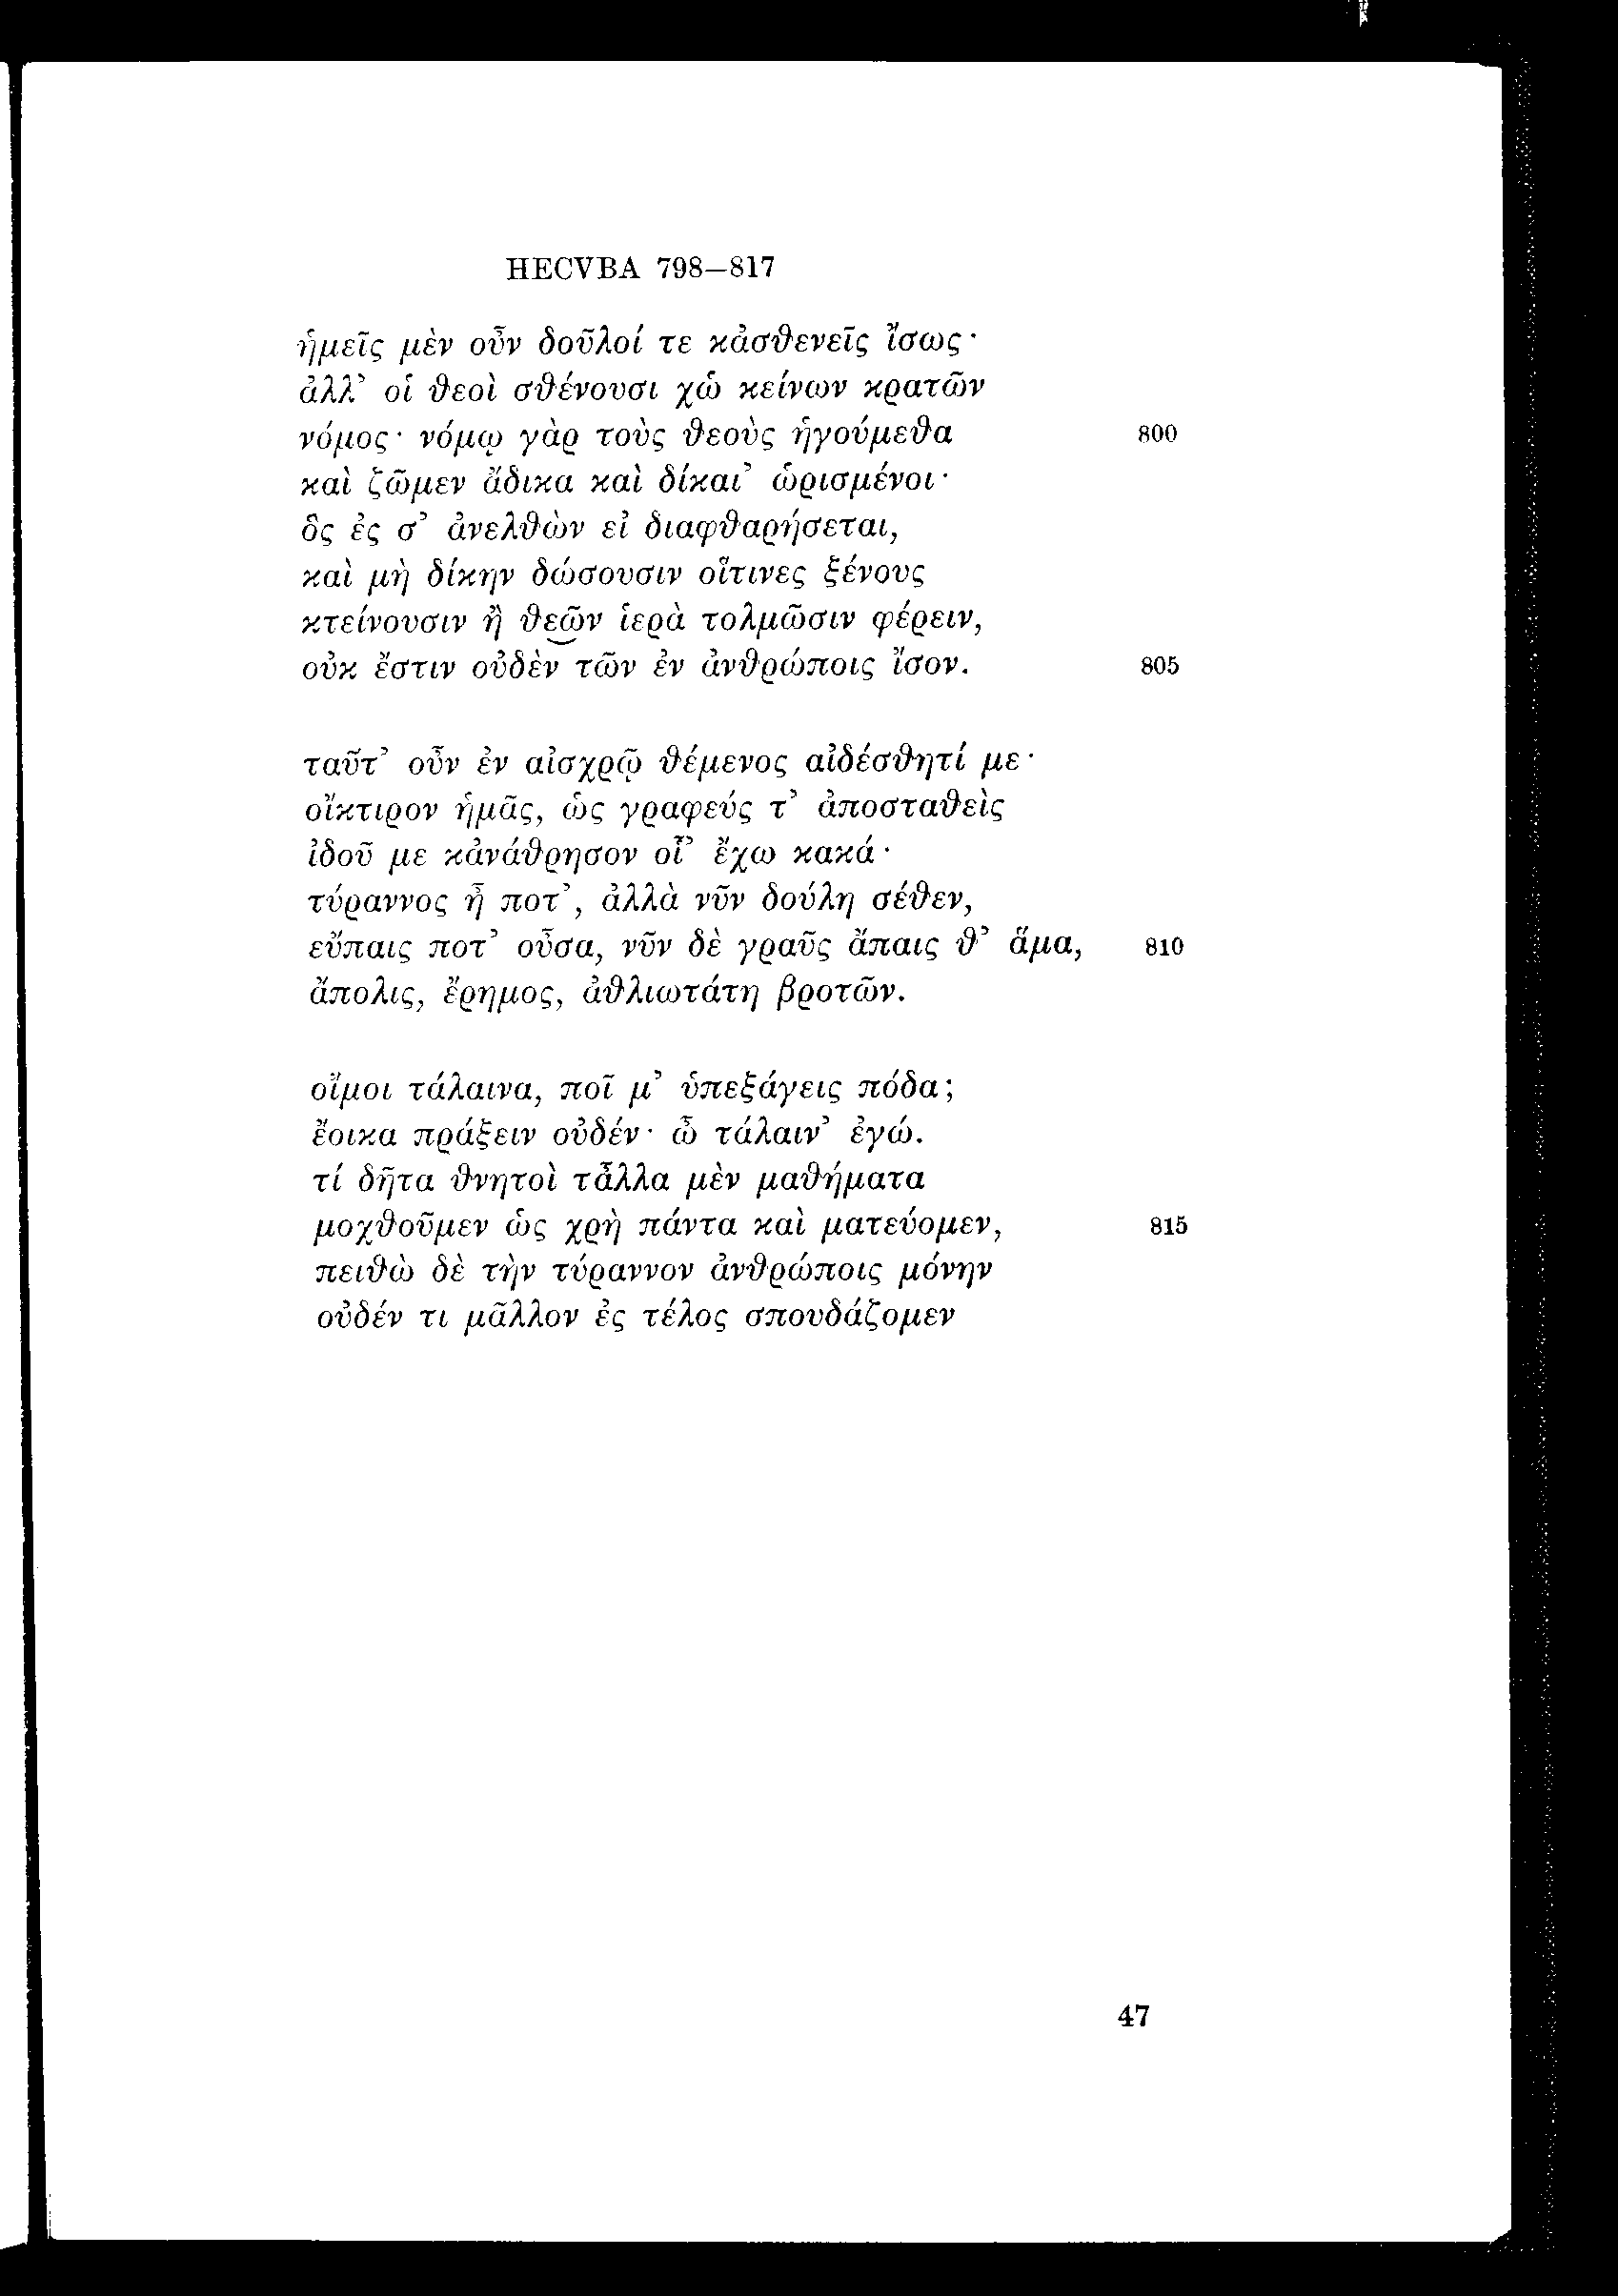 HECVBA 798–817
ἡμεῖς μὲν οὖν δοῦλοί τε κἀσθενεῖς ἴσως·
ἀλλ’ οἱ θεοὶ σθένουσι χὠ κείνων κρατῶν
νόμος· νόμῳ γὰρ τοὺς θεοὺς ἡγούμεθα 800
καὶ ζῶμεν ἄδικα καὶ δίκαι’ ὡρισμένοι·
ὃς ἐς σ’ ἀνελθὼν εἰ διαφθαρήσεται,
καὶ μὴ δίκην δώσουσιν οἵτινες ξένους
κτείνουσιν ἢ θεῶν ἱερὰ τολμῶσιν φέρειν,
οὐκ ἔστιν οὐδὲν τῶν ἐν ἀνθρώποις ἴσον. 805
ταῦτ’ οὖν ἐν αἰσχρῷ θέμενος αἰδέσθητί με·
οἴκτιρον ἡμᾶς, ὡς γραφεύς τ’ ἀποσταθεὶς
ἰδοῦ με κἀνάθρησον οἷ’ ἔχω κακά·
τύραννος ἦ ποτ’, ἀλλὰ νῦν δούλη σέθεν,
εὔπαις ποτ’ οὖσα, νῦν δὲ γραῦς ἄπαις θ’ ἅμα, 810
ἄπολις, ἔρημος, ἀθλιωτάτη βροτῶν.
οἴμοι τάλαινα, ποῖ μ’ ὑπεξάγεις πόδα;
ἔοικα πράξειν οὐδέν· ὦ τάλαιν’ ἐγώ.
τί δῆτα θνητοὶ τἆλλα μὲν μαθήματα
μοχθοῦμεν ὡς χρὴ πάντα καὶ ματεύομεν, 815
πειθὼ δὲ τὴν τύραννον ἀνθρώποις μόνην
οὐδέν τι μᾶλλον ἐς τέλος σπουδάζομεν
47